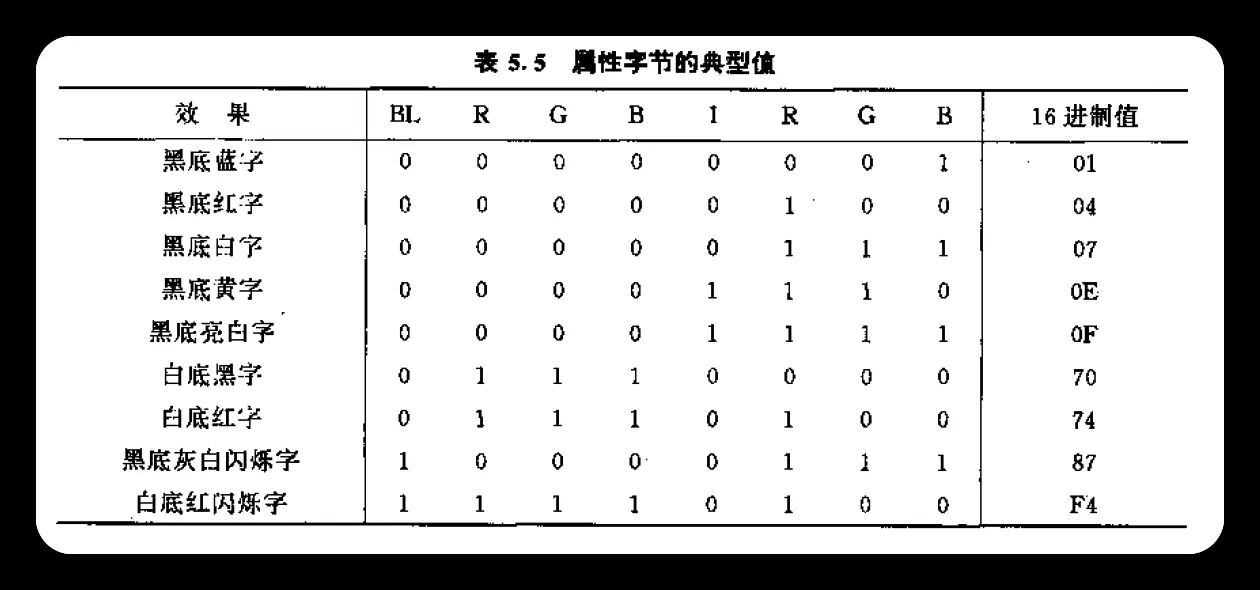 表 5.5 属性字节的典型值
效 果 BL R G B I R G B 16 进制值
黑底蓝字 0 0 0 0 0 0 0 1 01
黑底红字 0 0 0 0 0 1 0 0 04
黑底白字 0 0 0 0 0 1 1 1 07
黑底黄字 0 0 0 0 1 1 1 0 0E
黑底亮白字 0 0 0 0 1 1 1 1 0F
白底黑字 0 1 1 1 0 0 0 0 70
白底红字 0 1 1 1 0 1 0 0 74
黑底灰白闪烁字 1 0 0 0 0 1 1 1 87
白底红闪烁字 1 1 1 1 0 1 0 0 F4